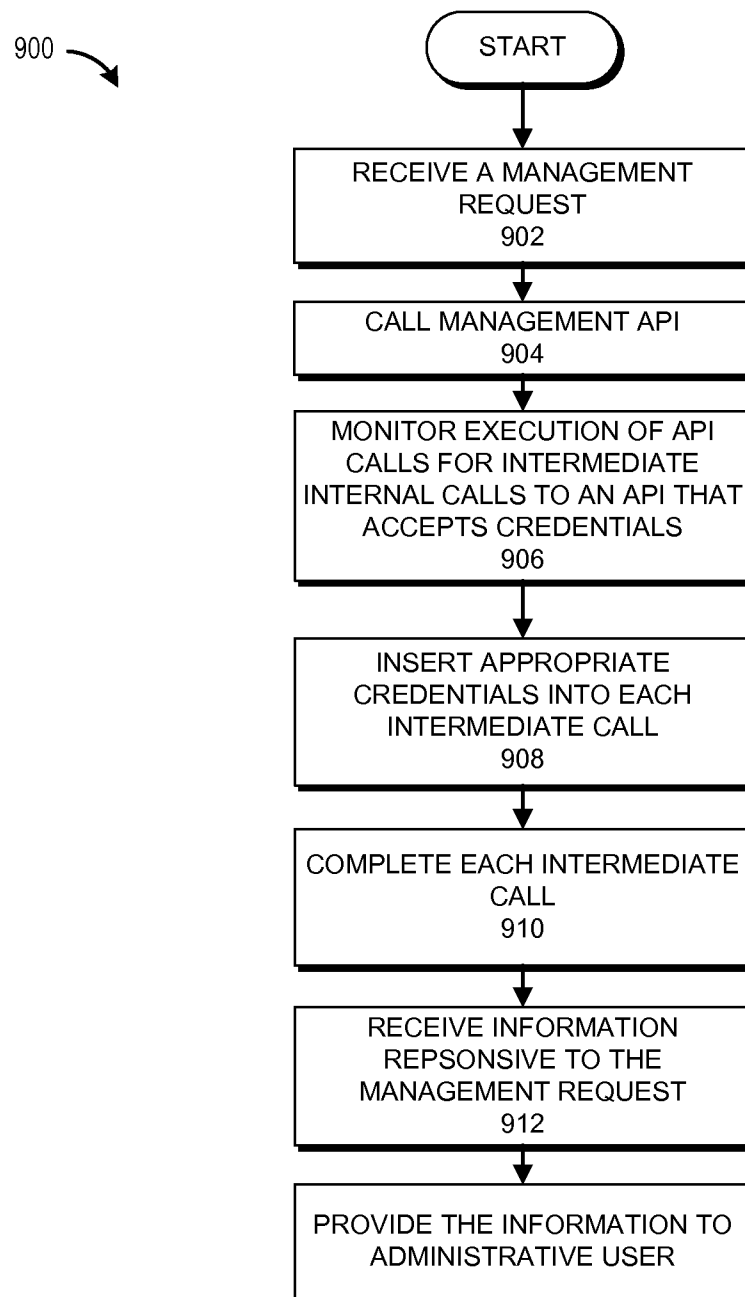 900
START
RECEIVE A MANAGEMENT
REQUEST
902
CALL MANAGEMENT API
904
MONITOR EXECUTION OF API
CALLS FOR INTERMEDIATE
INTERNAL CALLS TO AN API THAT
ACCEPTS CREDENTIALS
906
INSERT APPROPRIATE
CREDENTIALS INTO EACH
INTERMEDIATE CALL
908
COMPLETE EACH INTERMEDIATE
CALL
910
RECEIVE INFORMATION
REPSONSIVE TO THE
MANAGEMENT REQUEST
912
PROVIDE THE INFORMATION TO
ADMINISTRATIVE USER